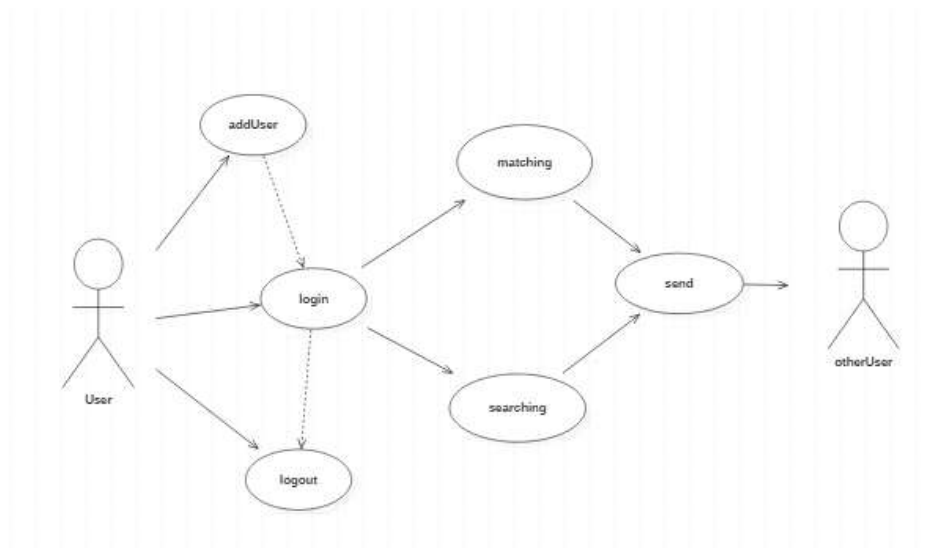 addUser
matching
login
send
otherUser
User
searching
logout